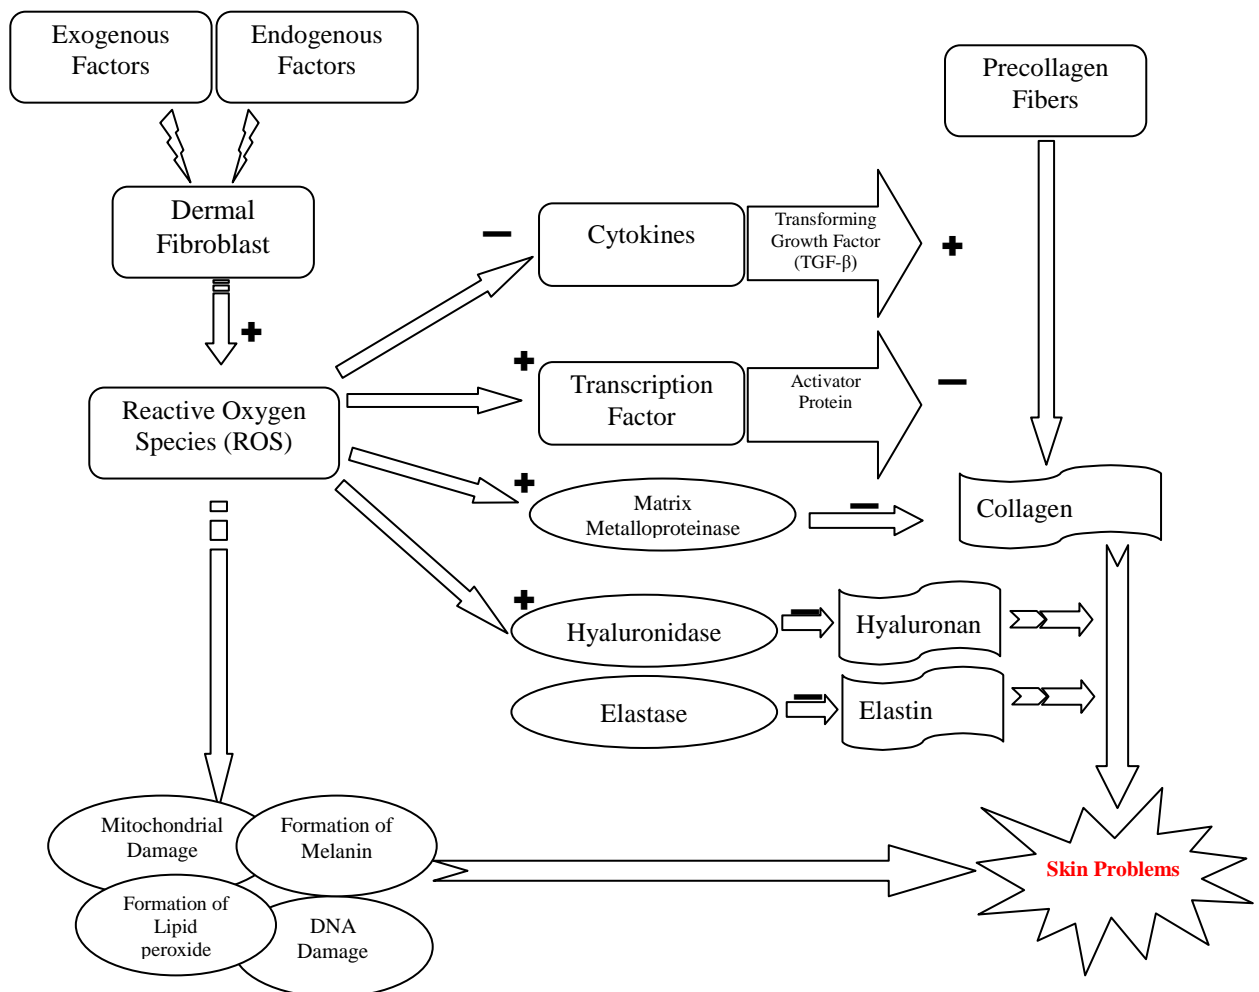 Exogenous
Factors
Endogenous
Factors
Precollagen
Fibers
Dermal
Fibroblast
−
Cytokines
Transforming
Growth Factor
(TGF-β)
+
+
Reactive Oxygen
Species (ROS)
+
Transcription
Factor
Activator
Protein
−
+
Matrix
Metalloproteinase
−
Collagen
+
Hyaluronidase
−
Hyaluronan
Elastase
−
Elastin
Mitochondrial
Damage
Formation of
Melanin
Formation of
Lipid
peroxide
DNA
Damage
Skin Problems